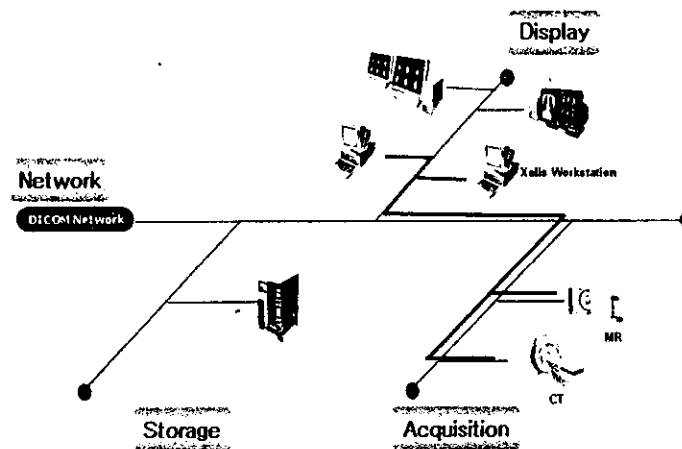 Display
Xelis Workstation
Network
DICOM Network
MR
CT
Storage
Acquisition